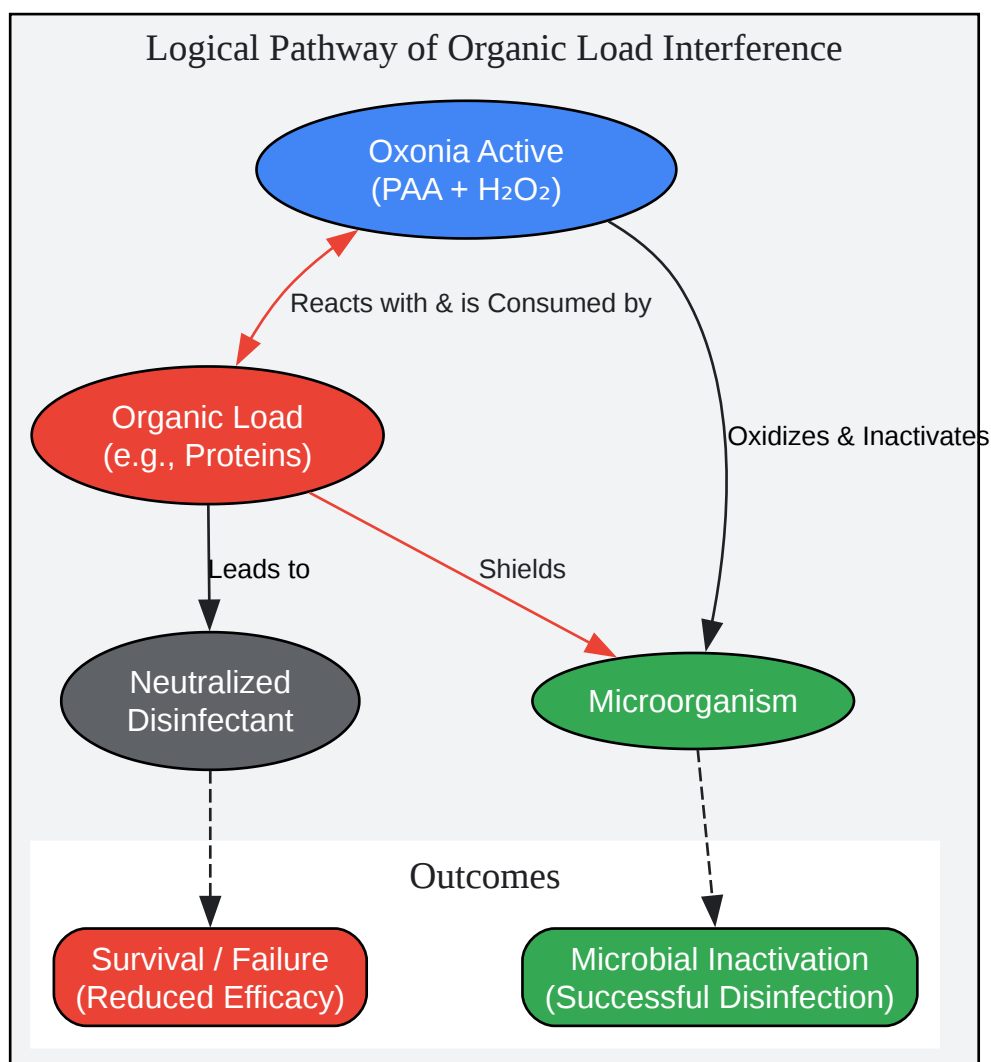 Logical Pathway of Organic Load Interference
Oxonia Active
(PAA + H₂O₂)
Reacts with & is Consumed by
Organic Load
(e.g., Proteins)
Oxidizes & Inactivates
Leads to
Shields
Neutralized
Disinfectant
Microorganism
Outcomes
Survival / Failure
(Reduced Efficacy)
Microbial Inactivation
(Successful Disinfection)